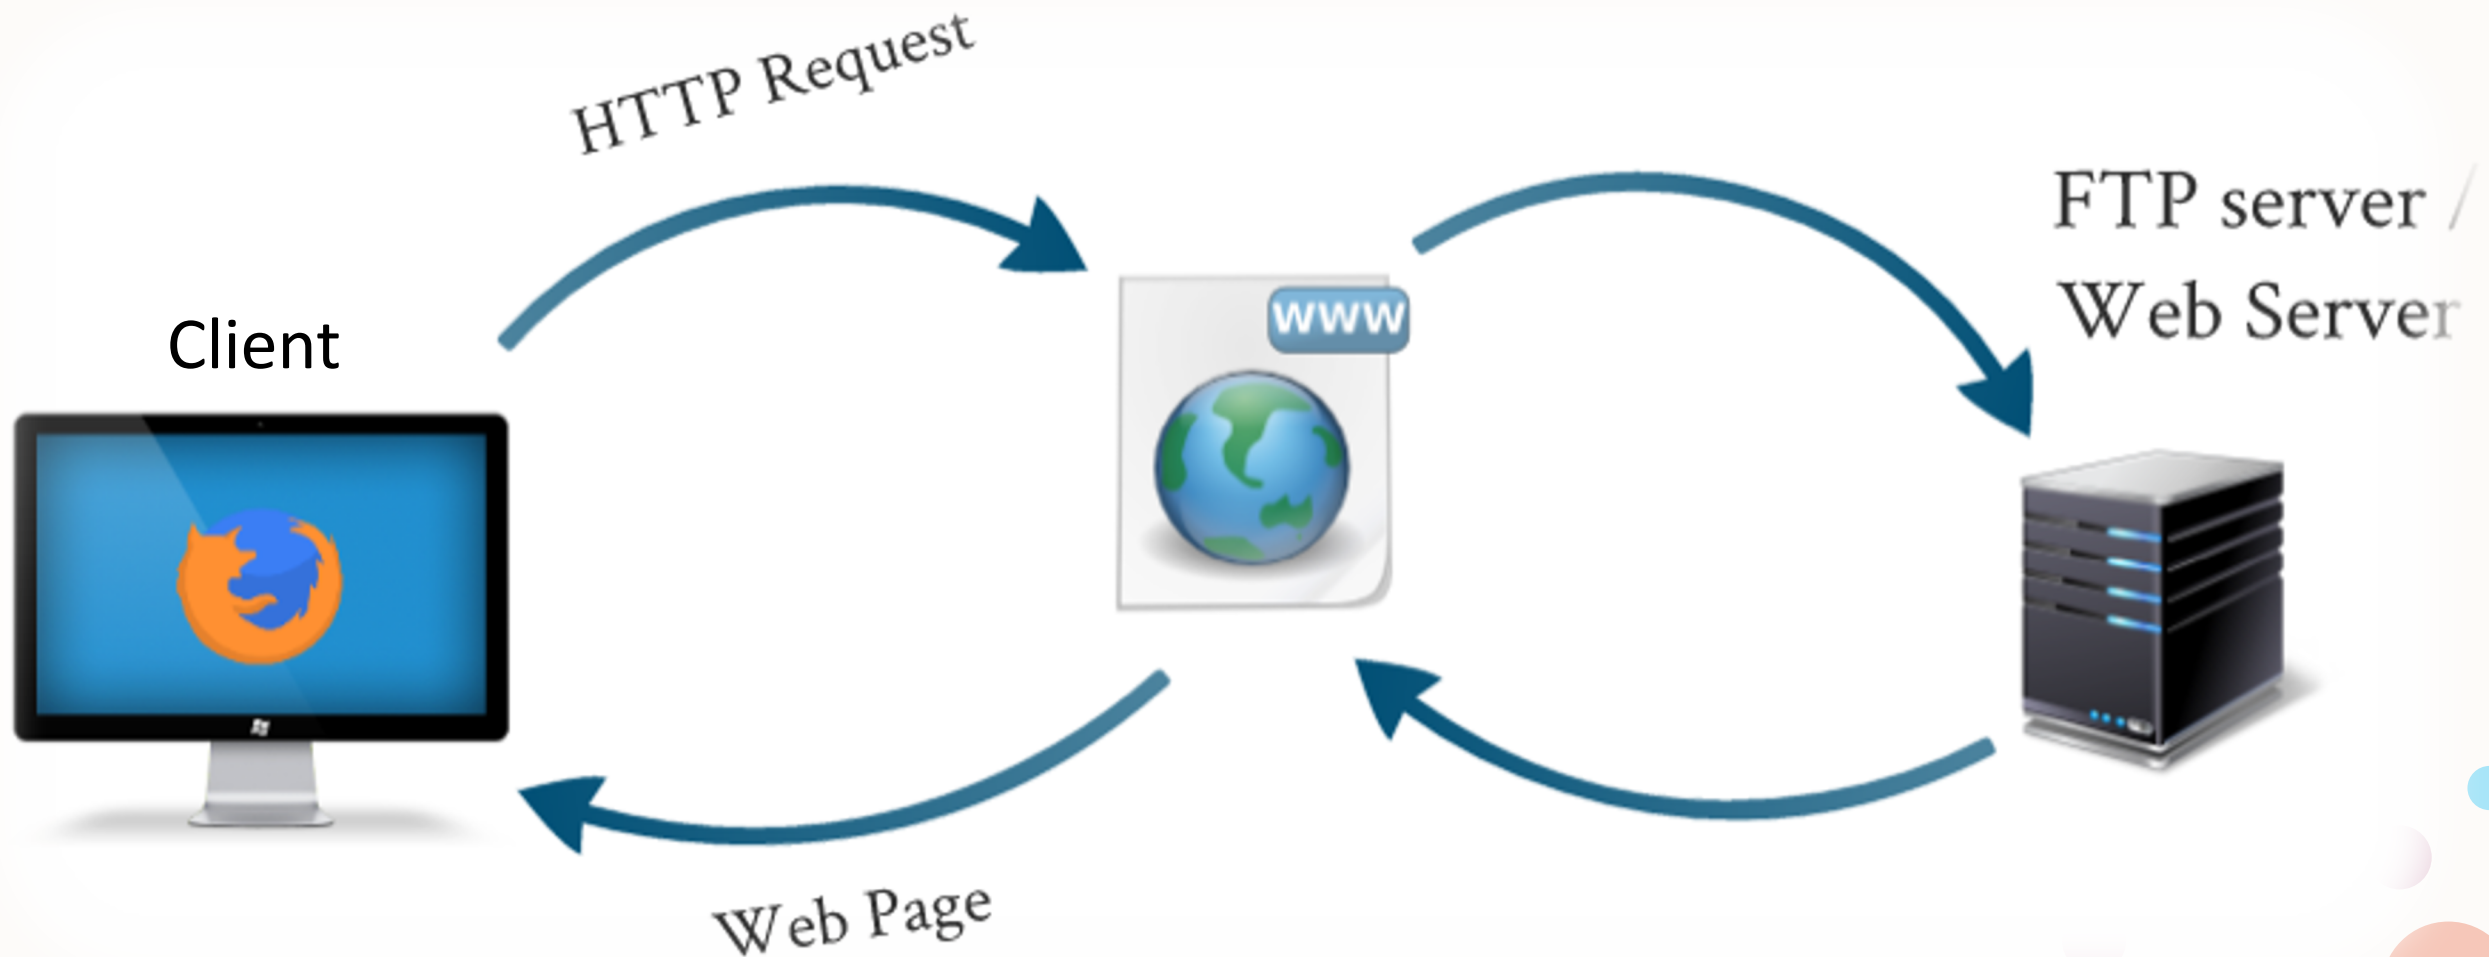 HTTP Request
FTP server /
Web Server
www
Client
Web Page